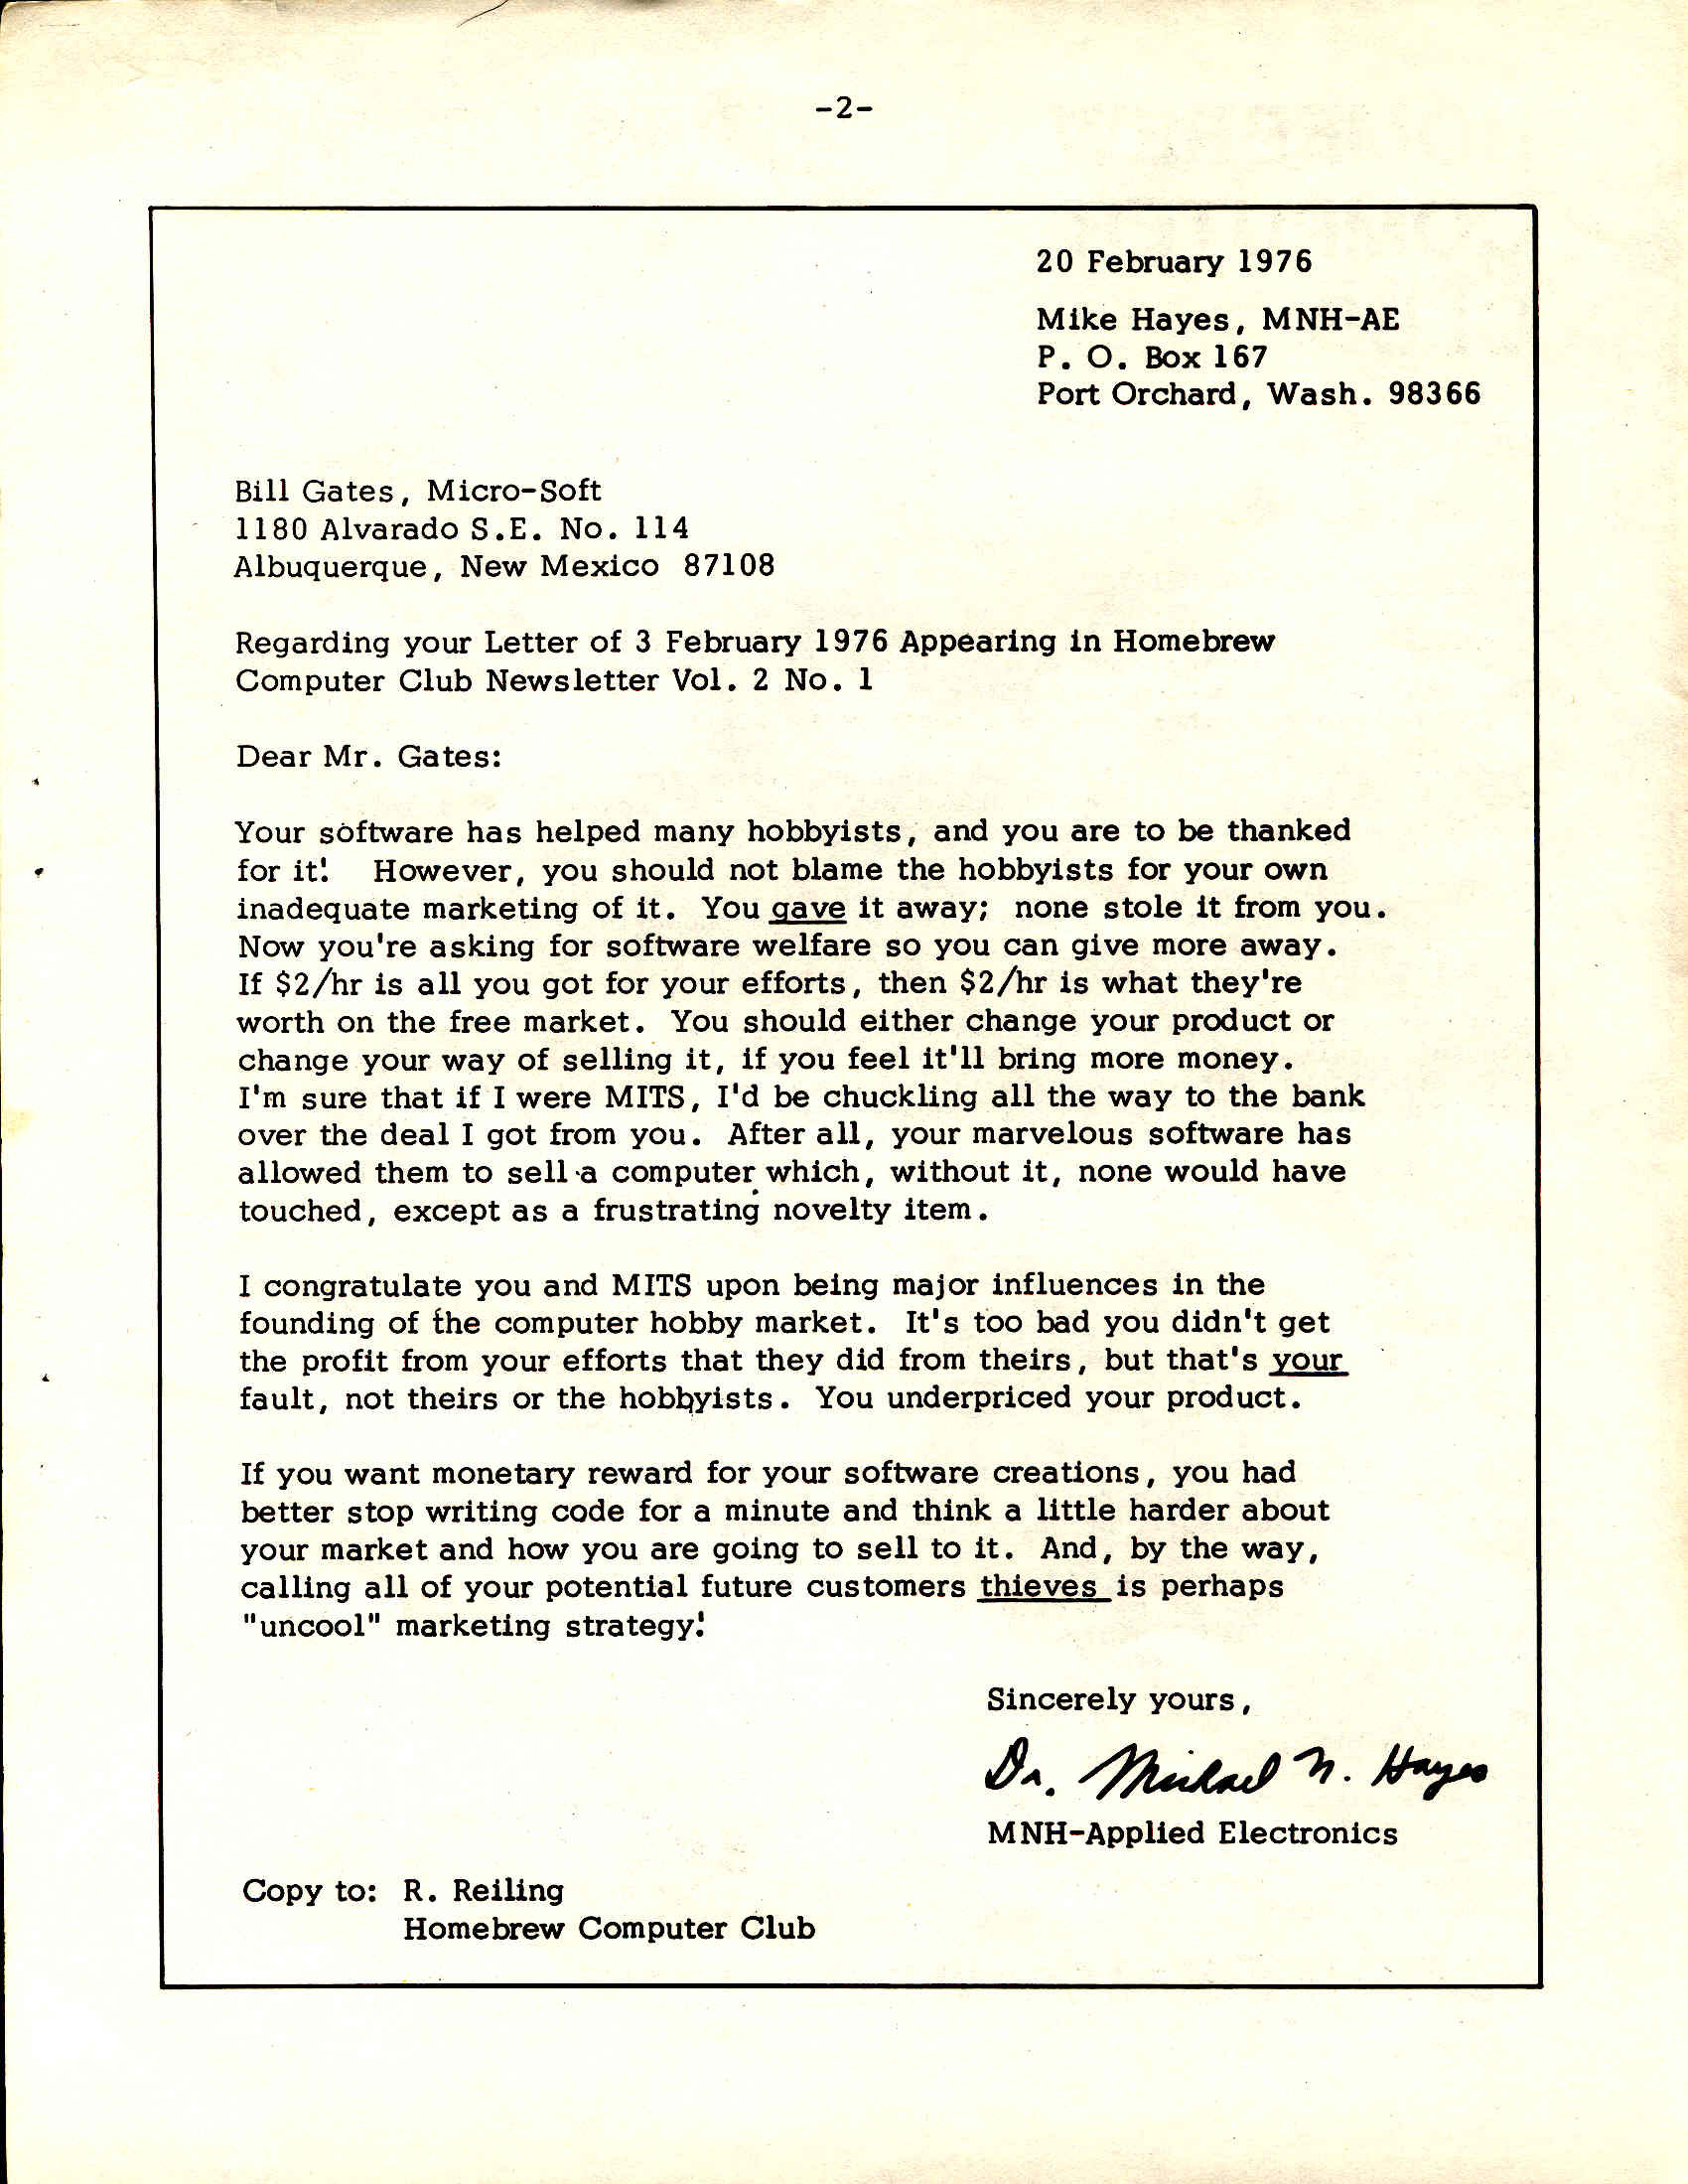 -2-
20 February 1976
Mike Hayes, MNH-AE
P. O. Box 167
Port Orchard, Wash. 98366
Bill Gates, Micro-Soft
1180 Alvarado S.E. No. 114
Albuquerque, New Mexico 87108
Regarding your Letter of 3 February 1976 Appearing in Homebrew
Computer Club Newsletter Vol. 2 No. 1
Dear Mr. Gates:
Your software has helped many hobbyists, and you are to be thanked
for it! However, you should not blame the hobbyists for your own
inadequate marketing of it. You gave it away; none stole it from you.
Now you're asking for software welfare so you can give more away.
If $2/hr is all you got for your efforts, then $2/hr is what they're
worth on the free market. You should either change your product or
change your way of selling it, if you feel it'll bring more money.
I'm sure that if I were MITS, I'd be chuckling all the way to the bank
over the deal I got from you. After all, your marvelous software has
allowed them to sell a computer which, without it, none would have
touched, except as a frustrating novelty item.
I congratulate you and MITS upon being major influences in the
founding of the computer hobby market. It's too bad you didn't get
the profit from your efforts that they did from theirs, but that's your
fault, not theirs or the hobbyists. You underpriced your product.
If you want monetary reward for your software creations, you had
better stop writing code for a minute and think a little harder about
your market and how you are going to sell to it. And, by the way,
calling all of your potential future customers thieves is perhaps
"uncool" marketing strategy!
Sincerely yours,
Dr. Michael N. Hayes
MNH-Applied Electronics
Copy to: R. Reiling
Homebrew Computer Club